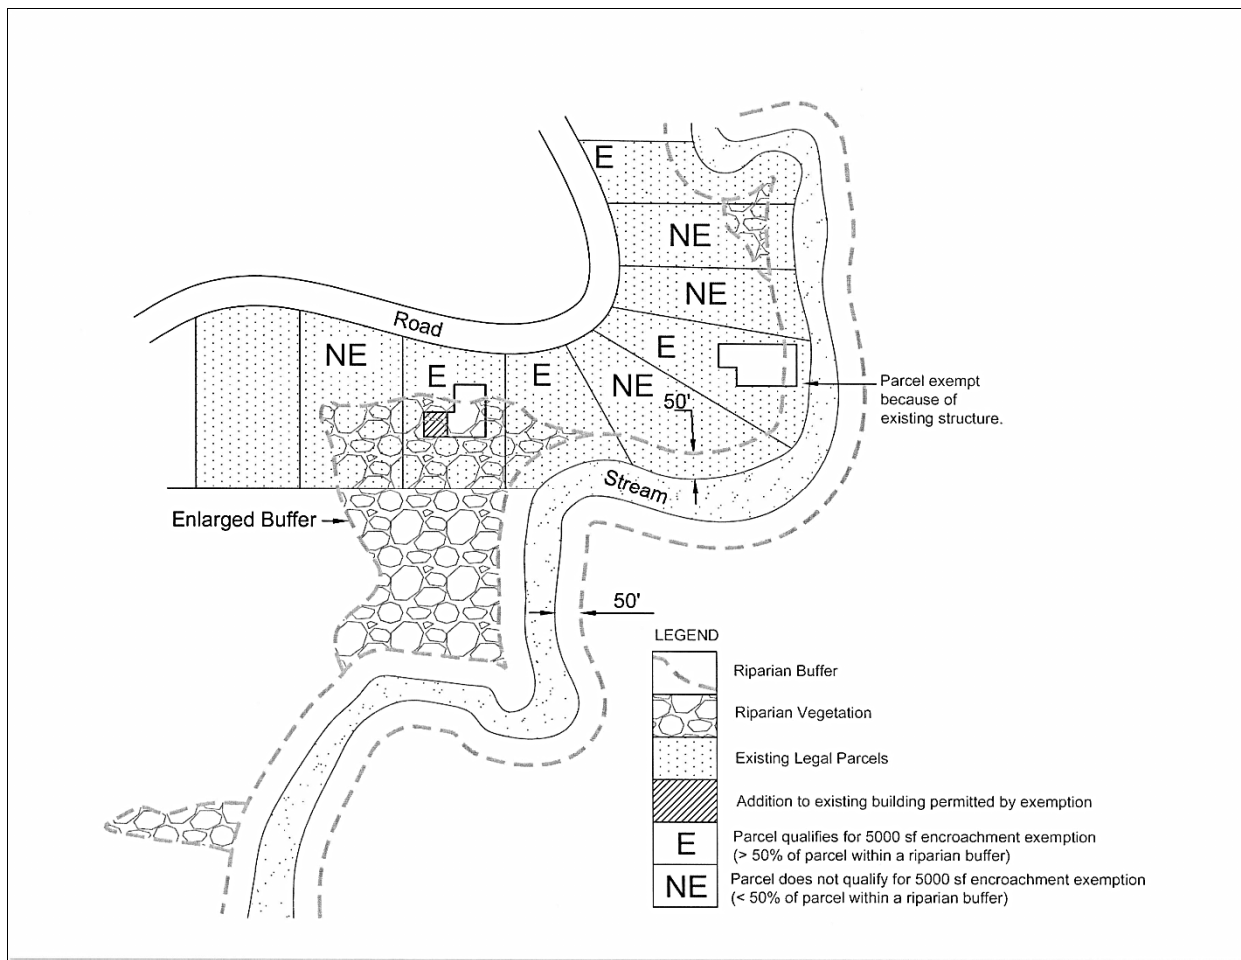 E
NE
NE
Road
E
NE
E
E
NE
50'
Parcel exempt
because of
existing structure.
Stream
Enlarged Buffer
50'
LEGEND
Riparian Buffer
Riparian Vegetation
Existing Legal Parcels
Addition to existing building permitted by exemption
E
Parcel qualifies for 5000 sf encroachment exemption
(> 50% of parcel within a riparian buffer)
NE
Parcel does not qualify for 5000 sf encroachment exemption
(< 50% of parcel within a riparian buffer)